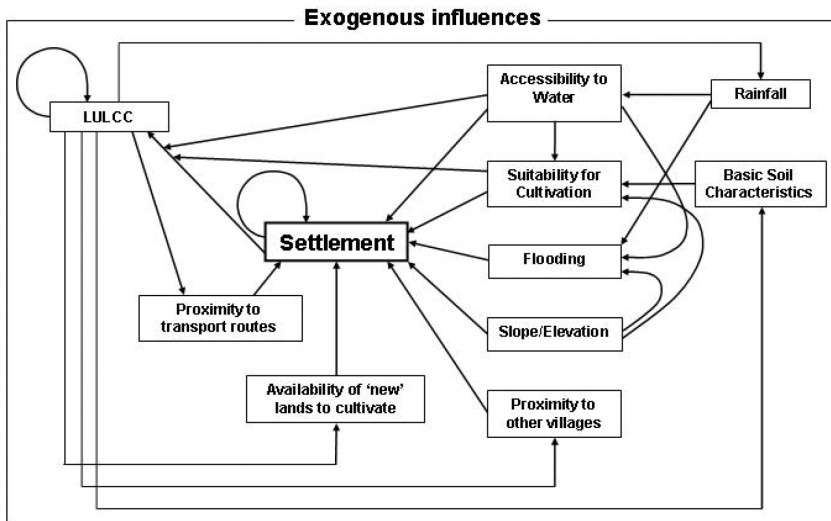 Exogenous influences
LULCC
Accessibility to
Water
Rainfall
Suitability for
Cultivation
Basic Soil
Characteristics
Settlement
Flooding
Proximity to
transport routes
Slope/Elevation
Availability of ‘new’
lands to cultivate
Proximity to
other villages